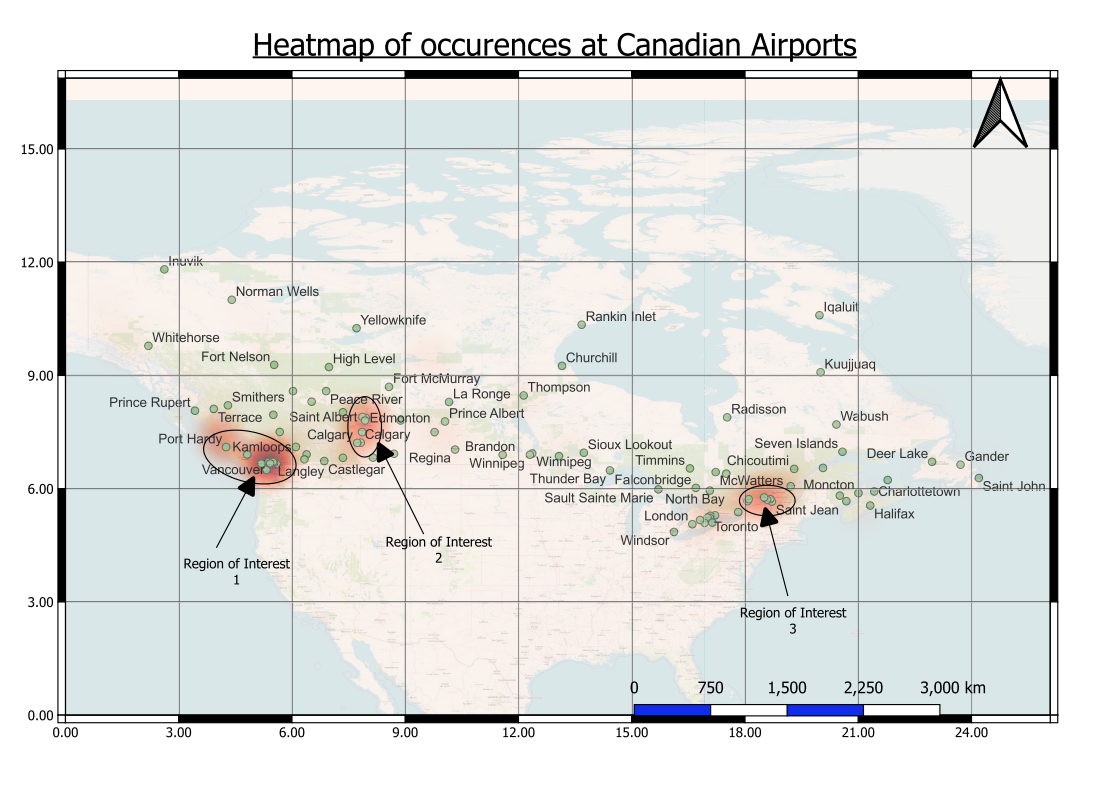 Heatmap of occurences at Canadian Airports
15.00
12.00
Inuvik
Norman Wells
Iqaluit
Rankin Inlet
Yellowknife
Whitehorse
Fort Nelson
High Level
Churchill
Kuujjuaq
9.00
Fort McMurray
Thompson
La Ronge
Smithers
Peace River
Prince Rupert
Radisson
Prince Albert
Terrace
Saint Albert
Edmonton
Wabush
Port Hardy
Calgary
Calgary
Kamloops
Brandon
Sioux Lookout
Seven Islands
Regina
Winnipeg
Winnipeg
Timmins
Chicoutimi
Deer Lake
Gander
Vancouver
Langley
Castlegar
Thunder Bay
Falconbridge
McWatters
Moncton
Saint John
6.00
Sault Sainte Marie
North Bay
Charlottetown
London
Saint Jean
Halifax
Toronto
Windsor
Region of Interest
2
Region of Interest
1
3.00
Region of Interest
3
0
750
1,500
2,250
3,000 km
0.00
0.00
3.00
6.00
9.00
12.00
15.00
18.00
21.00
24.00